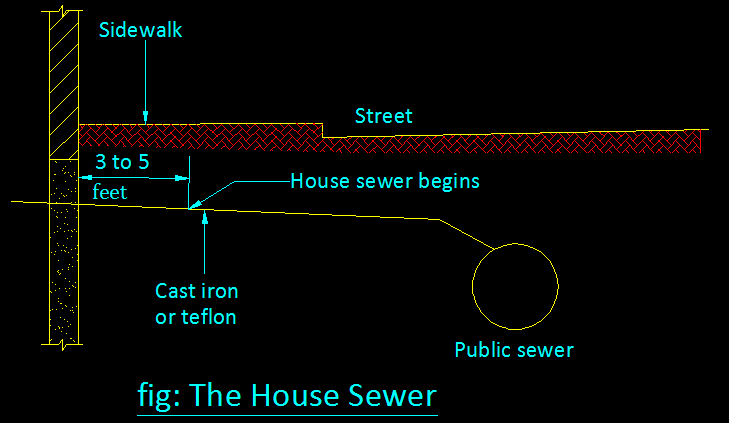 Sidewalk
Street
3 to 5
feet
House sewer begins
Cast iron
or teflon
Public sewer
fig: The House Sewer